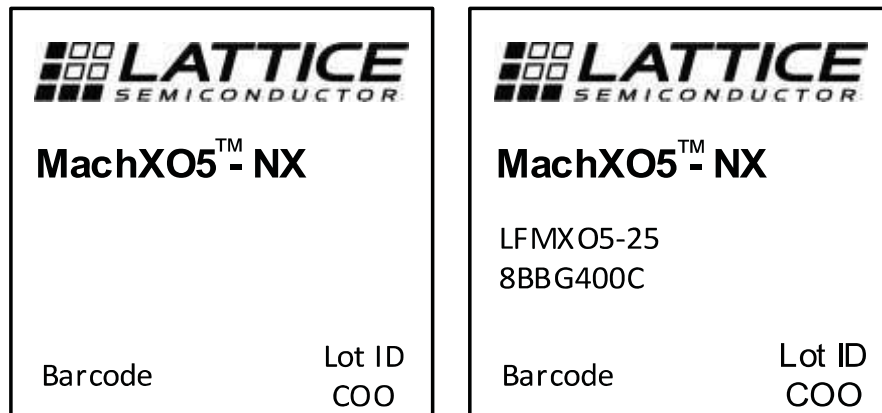 LATTICE
SEMICONDUCTOR
MachXO5™- NX
Barcode
Lot ID
COO
LATTICE
SEMICONDUCTOR
MachXO5™- NX
LFMXO5-25
8BBG400C
Barcode
Lot ID
COO